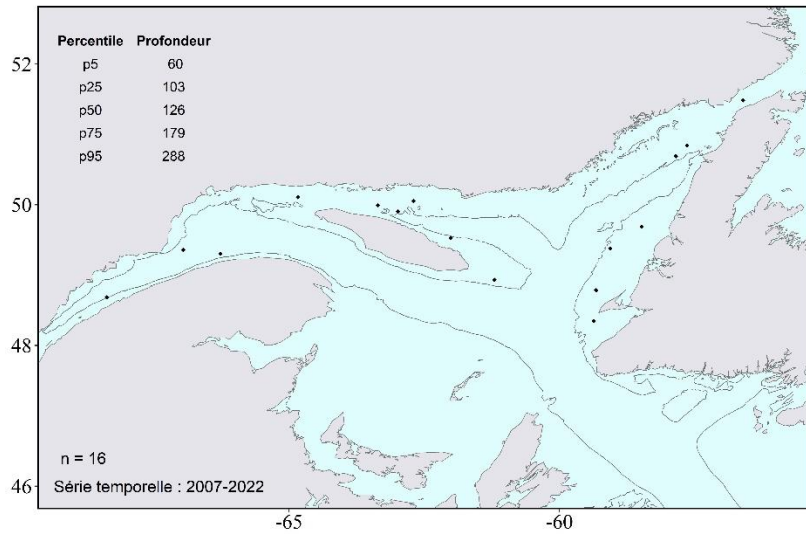 Percentile Profondeur
p5 60
p25 103
p50 126
p75 179
p95 288
52
50
48
46
n = 16
Série temporelle : 2007-2022
-65 -60